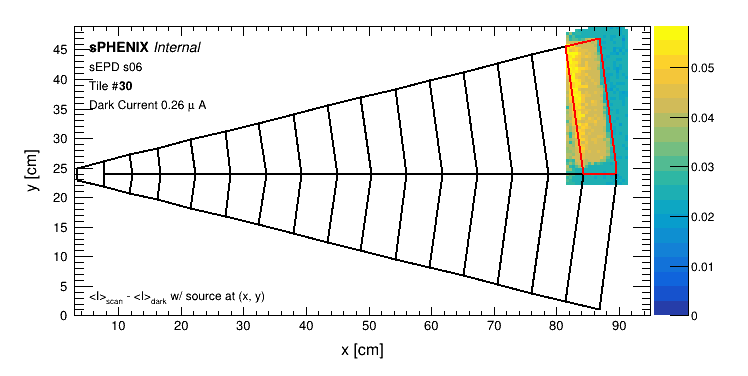 sPHENIX Internal
sEPD s06
Tile #30
Dark Current 0.26 μ A
<I>scan - <I>dark w/ source at (x, y)
y [cm]
45
40
35
30
25
20
15
10
5
0
10 20 30 40 50 60 70 80 90
x [cm]
0.05
0.04
0.03
0.02
0.01
0